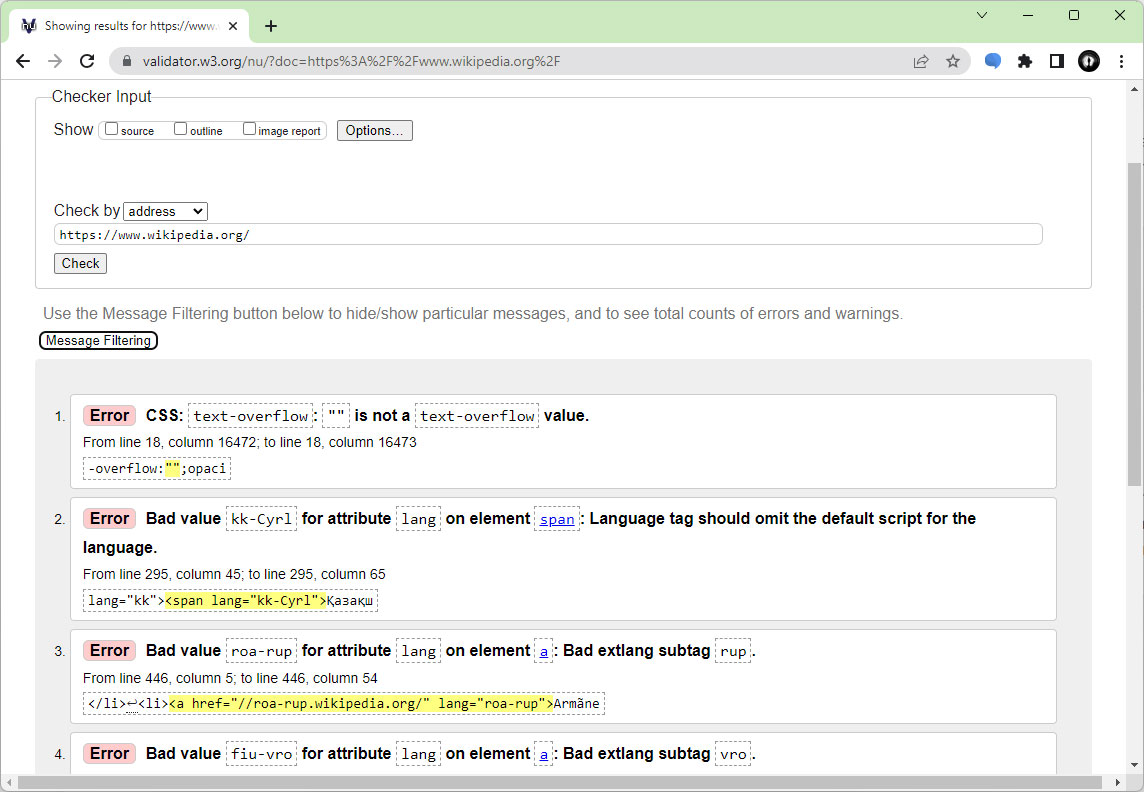 Showing results for https://www.
validator.w3.org/nu/?doc=https%3A%2F%2Fwww.wikipedia.org%2F
Checker Input
Show source outline image report Options...
Check by address
https://www.wikipedia.org/
Check
Use the Message Filtering button below to hide/show particular messages, and to see total counts of errors and warnings.
Message Filtering
1. Error CSS: text-overflow: "" is not a text-overflow value.
From line 18, column 16472; to line 18, column 16473
-overflow:"";opaci
2. Error Bad value kk-Cyrl for attribute lang on element span: Language tag should omit the default script for the
language.
From line 295, column 45; to line 295, column 65
lang="kk"><span lang="kk-Cyrl">Қазақш
3. Error Bad value roa-rup for attribute lang on element a: Bad extlang subtag rup.
From line 446, column 5; to line 446, column 54
</li>↩<li><a href="//roa-rup.wikipedia.org/" lang="roa-rup">Armãne
4. Error Bad value fiu-vro for attribute lang on element a: Bad extlang subtag vro.